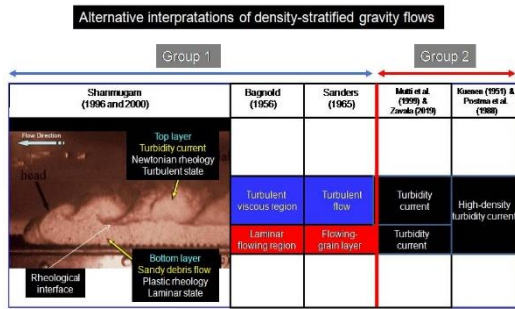 Alternative interpratations of density-stratified gravity flows
Group 1
Group 2
Shanmugam
(1996 and 2000)
Bagnold
(1956)
Sanders
(1965)
Mutti et al.
(1999) &
Zavala (2019)
Kuenen (1951) &
Postma et al.
(1988)
Flow Direction
head
Top layer
Turbidity current
Newtonian rheology
Turbulent state
Rheological
interface
Bottom layer
Sandy debris flow
Plastic rheology
Laminar state
Turbulent
viscous region
Laminar
flowing region
Turbulent
flow
Flowing-
grain layer
Turbidity
current
Turbidity
current
High-density
turbidity current